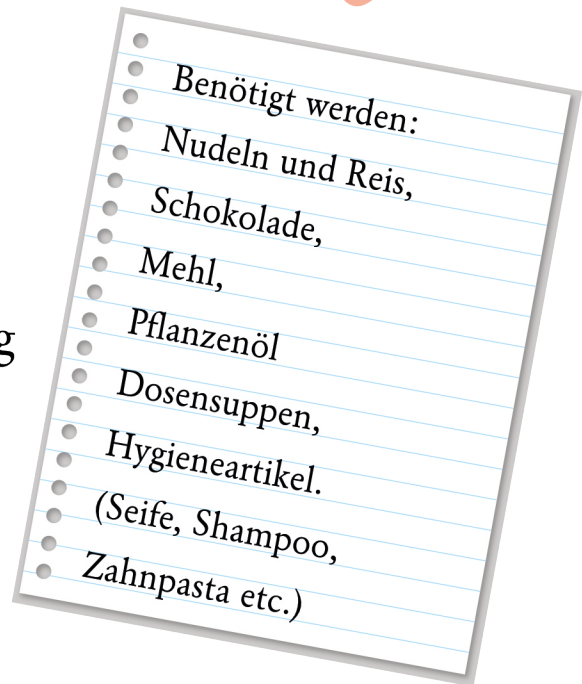 Benötigt werden:
Nudeln und Reis,
Schokolade,
Mehl,
Pflanzenöl
Dosensuppen,
Hygieneartikel.
(Seife, Shampoo,
Zahnpasta etc.)
g